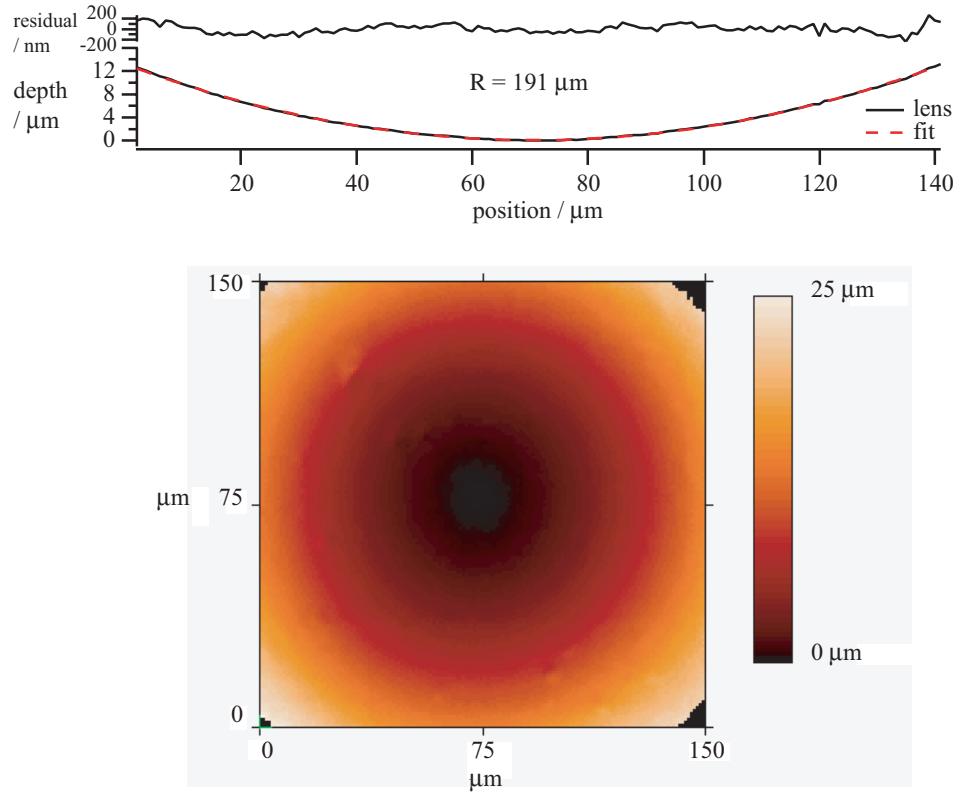 residual
/ nm
200
0
-200
depth
/ μm
12
8
4
0
R = 191 μm
lens
fit
20
40
60
80
100
120
140
position / μm
150
75
0
μm
0
75
150
μm
25 μm
0 μm